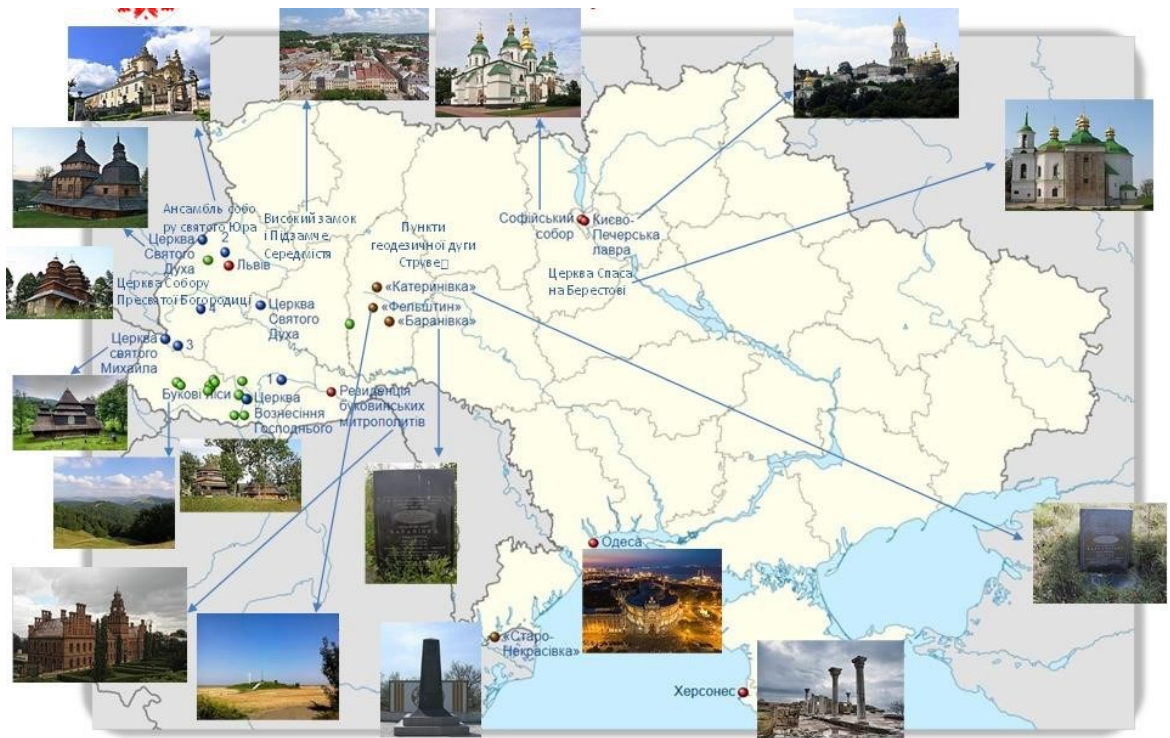 Ансамбль собо
ру святого Юра
Церква
Святого
Духа
2
Львів
Високий замок
і Підзамче,
Середмістя
Пункти
геодезичної дуги
Струве
Софійський
собор
Києво-
Печерська
лавра
Церква Спаса
на Берестові
Церква Собору
Пресвятої Богородиці
4
Церква
Святого
Духа
«Катеринівка»
«Фельштин»
«Баранівка»
Церква
святого
Михайла
3
Букові ліси
1
Церква
Вознесіння
Господнього
Резиденція
буковинських
митрополитів
Одеса
«Старо-
Некрасівка»
Херсонес